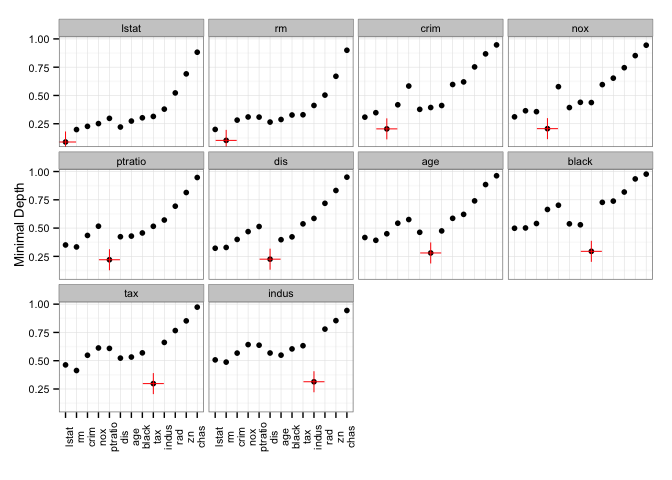 lstat rm crim nox
1.00
0.75
0.50
0.25
ptratio dis age black
1.00
0.75
0.50
0.25
Minimal Depth
tax indus
1.00
0.75
0.50
0.25
lstat rm crim nox ptratio dis age black tax indus rad zn chas
lstat rm crim nox ptratio dis age black tax indus rad zn chas